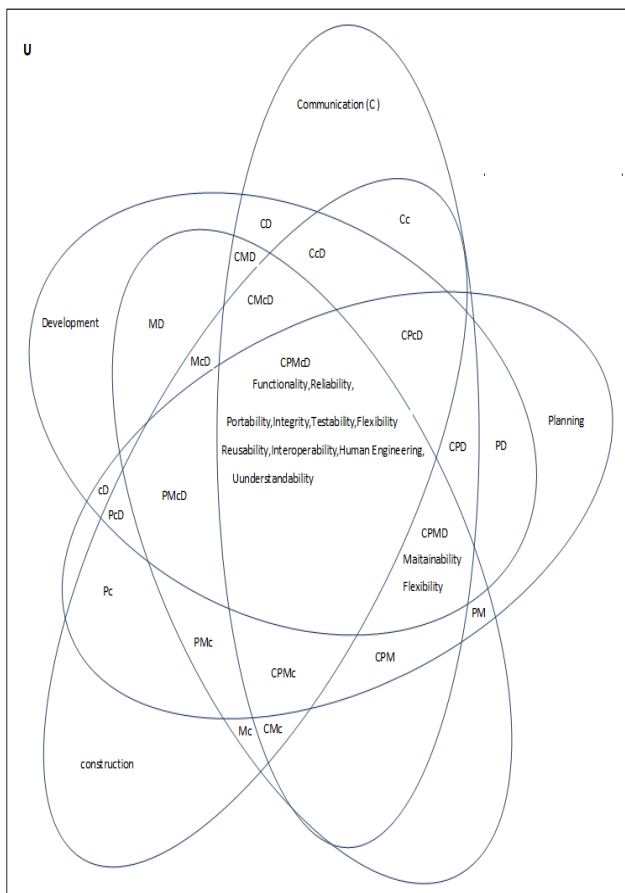 U
Communication (C )
CD
Cc
CMD
CcD
CMcD
Development
MD
CPcD
McD
CPMcD
Functionality,Reliability,
Planning
Portability,Integrity,Testability,Flexibility
Reusability,Interoperability,Human Engineering,
CPD
PD
Uunderstandability
cD
PMcD
PcD
CPMD
Maitainability
Flexibility
Pc
PM
PMc
CPM
CPMc
Mc
CMc
construction